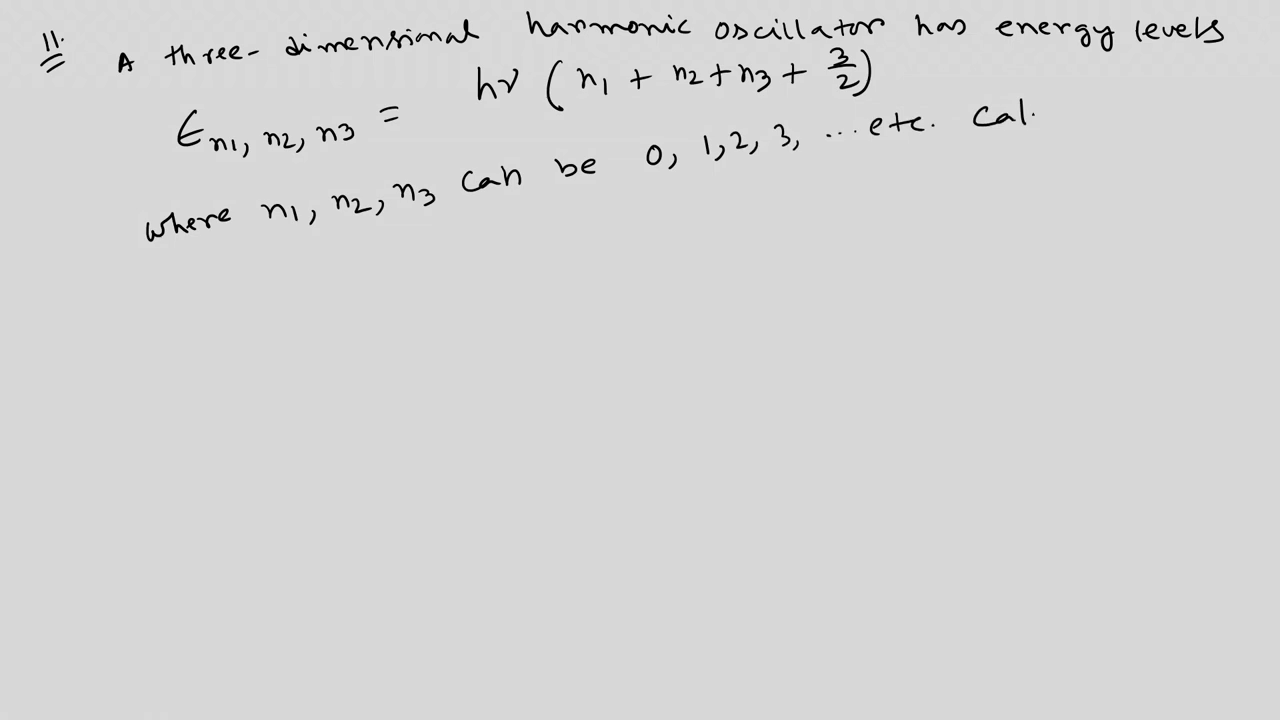 11. A three-dimensional harmonic oscillator has energy levels
ϵn1, n2, n3 = hν (n1 + n2 + n3 + 3/2)
where n1, n2, n3 can be 0, 1, 2, 3, ... etc. Cal.